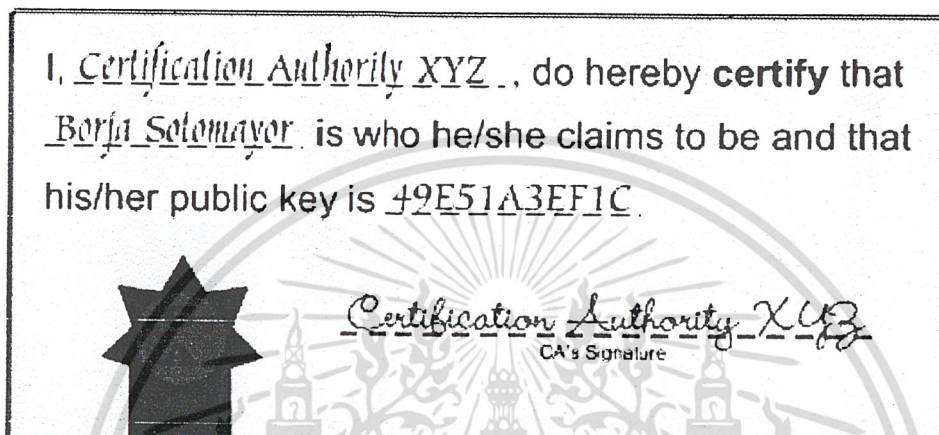 I, Certification Authority XYZ, do hereby certify that
Borja Sotomayor is who he/she claims to be and that
his/her public key is 49E51A3EF1C.
Certification Authority XYZ
CA's Signature